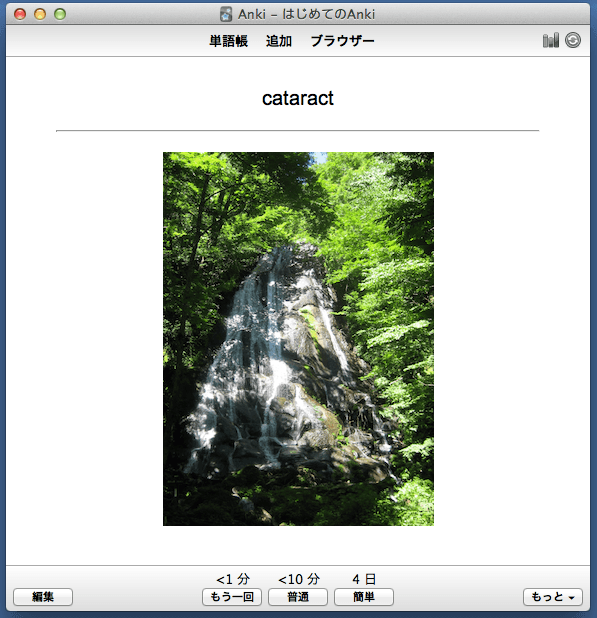 Anki – はじめてのAnki
単語帳 追加 ブラウザー
cataract
<1 分 <10 分 4 日
編集 もう一回 普通 簡単 もっと